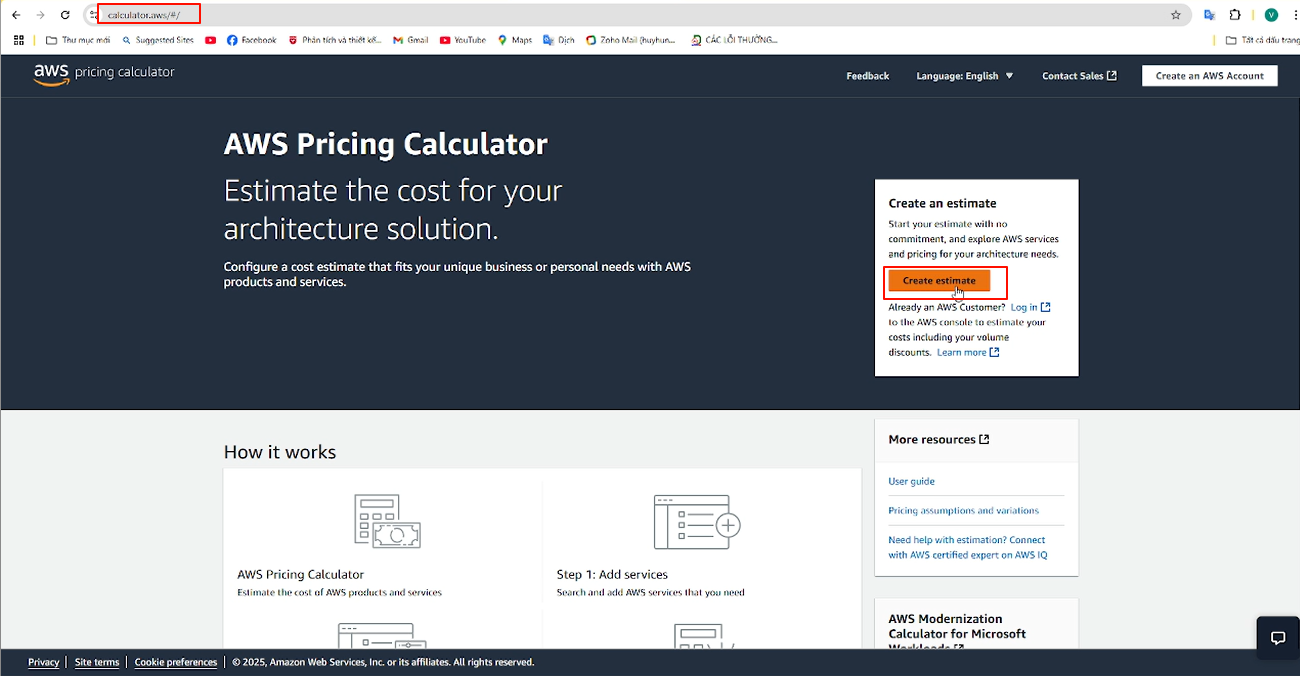 calculator.aws/#/
Thư mục mới
Suggested Sites
Facebook
Phân tích và thiết kế...
Gmail
YouTube
Maps
Dịch
Zoho Mail (huyhun...
CÁC LỖI THƯỜNG...
Tất cả dấu trang
V
aws pricing calculator
Feedback
Language: English
Contact Sales
Create an AWS Account
AWS Pricing Calculator
Estimate the cost for your
architecture solution.
Configure a cost estimate that fits your unique business or personal needs with AWS
products and services.
Create an estimate
Start your estimate with no
commitment, and explore AWS services
and pricing for your architecture needs.
Create estimate
Already an AWS Customer? Log in
to the AWS console to estimate your
costs including your volume
discounts. Learn more
How it works
AWS Pricing Calculator
Estimate the cost of AWS products and services
Step 1: Add services
Search and add AWS services that you need
More resources
User guide
Pricing assumptions and variations
Need help with estimation? Connect
with AWS certified expert on AWS IQ
AWS Modernization
Calculator for Microsoft
Workloads
Privacy
Site terms
Cookie preferences
© 2025, Amazon Web Services, Inc. or its affiliates. All rights reserved.